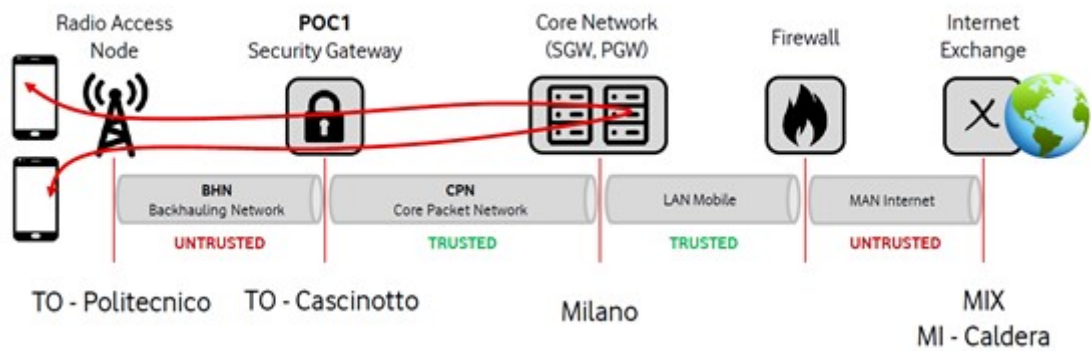 Radio Access
Node
POC1
Security Gateway
Core Network
(SGW, PGW)
Firewall
Internet
Exchange
X
BHN
Backhauling Network
CPN
Core Packet Network
LAN Mobile
MAN Internet
UNTRUSTED
TRUSTED
TRUSTED
UNTRUSTED
TO - Politecnico
TO - Cascinotto
Milano
MIX
MI - Caldera